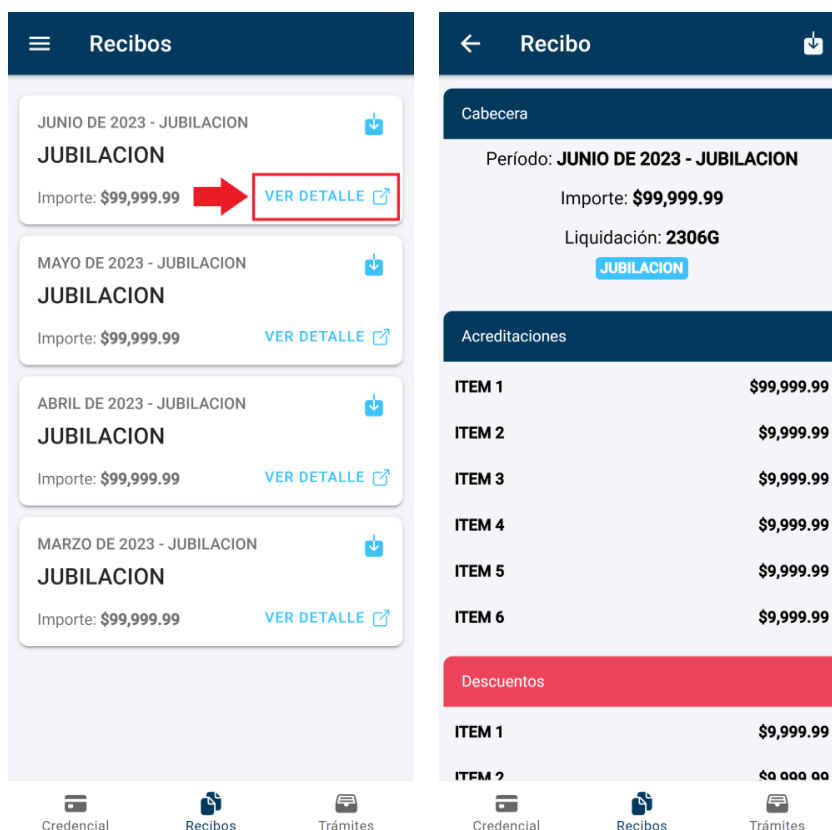 Recibos
JUNIO DE 2023 - JUBILACION
JUBILACION
Importe: $99,999.99
VER DETALLE
MAYO DE 2023 - JUBILACION
JUBILACION
Importe: $99,999.99
VER DETALLE
ABRIL DE 2023 - JUBILACION
JUBILACION
Importe: $99,999.99
VER DETALLE
MARZO DE 2023 - JUBILACION
JUBILACION
Importe: $99,999.99
VER DETALLE
Credencial
Recibos
Trámites
Recibo
Cabecera
Período: JUNIO DE 2023 - JUBILACION
Importe: $99,999.99
Liquidación: 2306G
JUBILACION
Acreditaciones
ITEM 1 $99,999.99
ITEM 2 $9,999.99
ITEM 3 $9,999.99
ITEM 4 $9,999.99
ITEM 5 $9,999.99
ITEM 6 $9,999.99
Descuentos
ITEM 1 $9,999.99
ITEM 2 $9,999.99
Credencial
Recibos
Trámites